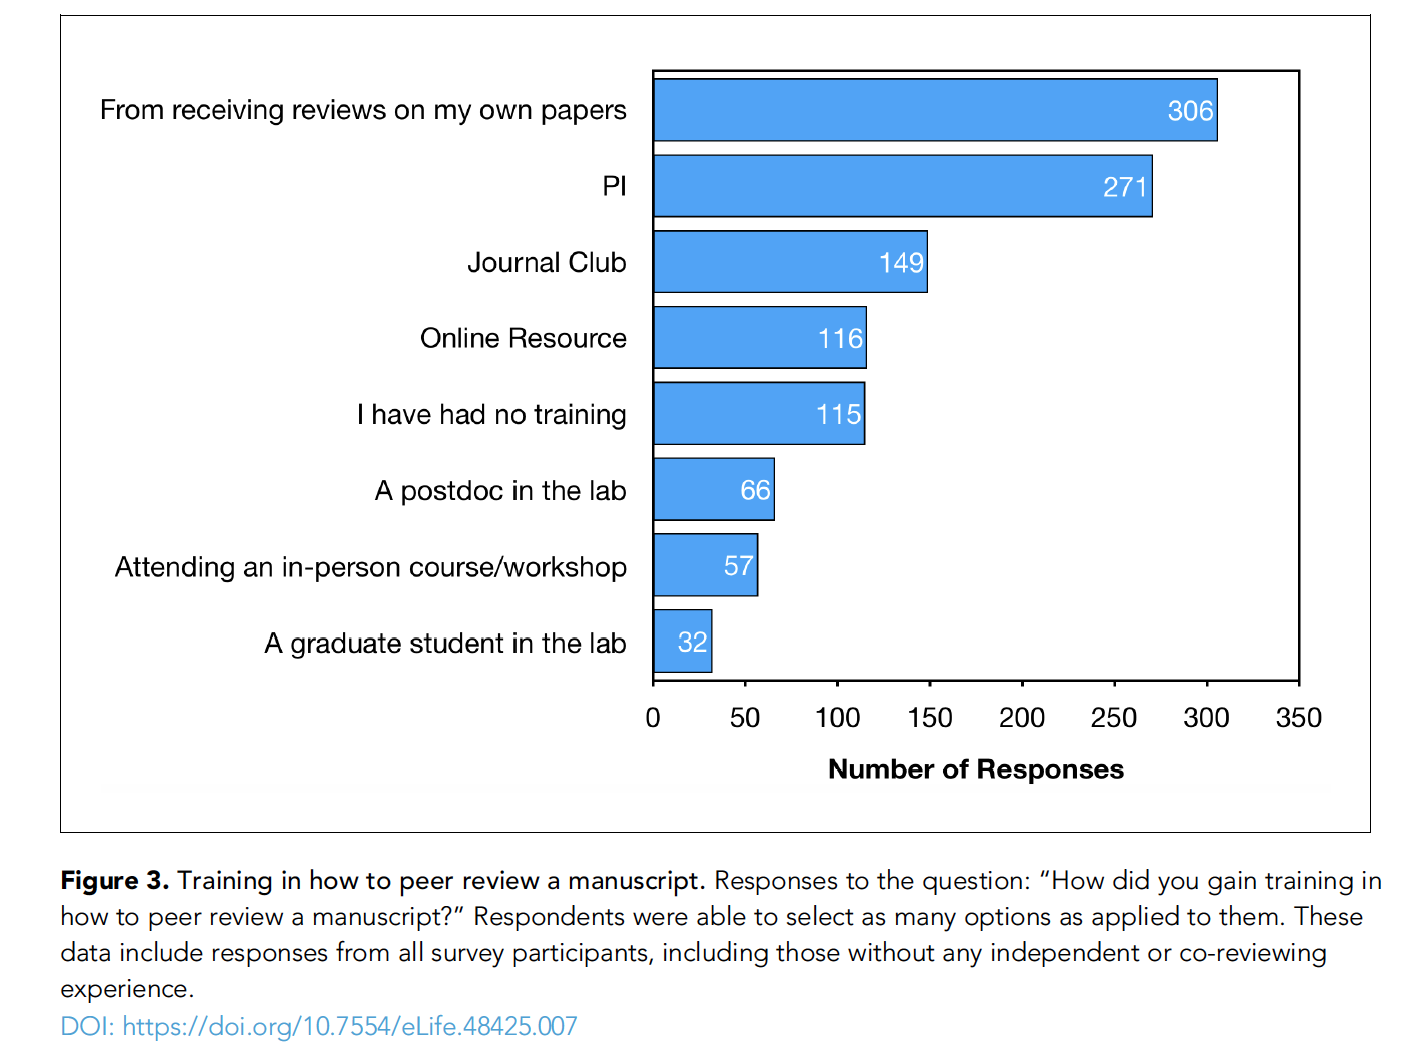 From receiving reviews on my own papers 306
PI 271
Journal Club 149
Online Resource 116
I have had no training 115
A postdoc in the lab 66
Attending an in-person course/workshop 57
A graduate student in the lab 32
0 50 100 150 200 250 300 350
Number of Responses
Figure 3. Training in how to peer review a manuscript. Responses to the question: “How did you gain training in
how to peer review a manuscript?” Respondents were able to select as many options as applied to them. These
data include responses from all survey participants, including those without any independent or co-reviewing
experience.
DOI: https://doi.org/10.7554/eLife.48425.007